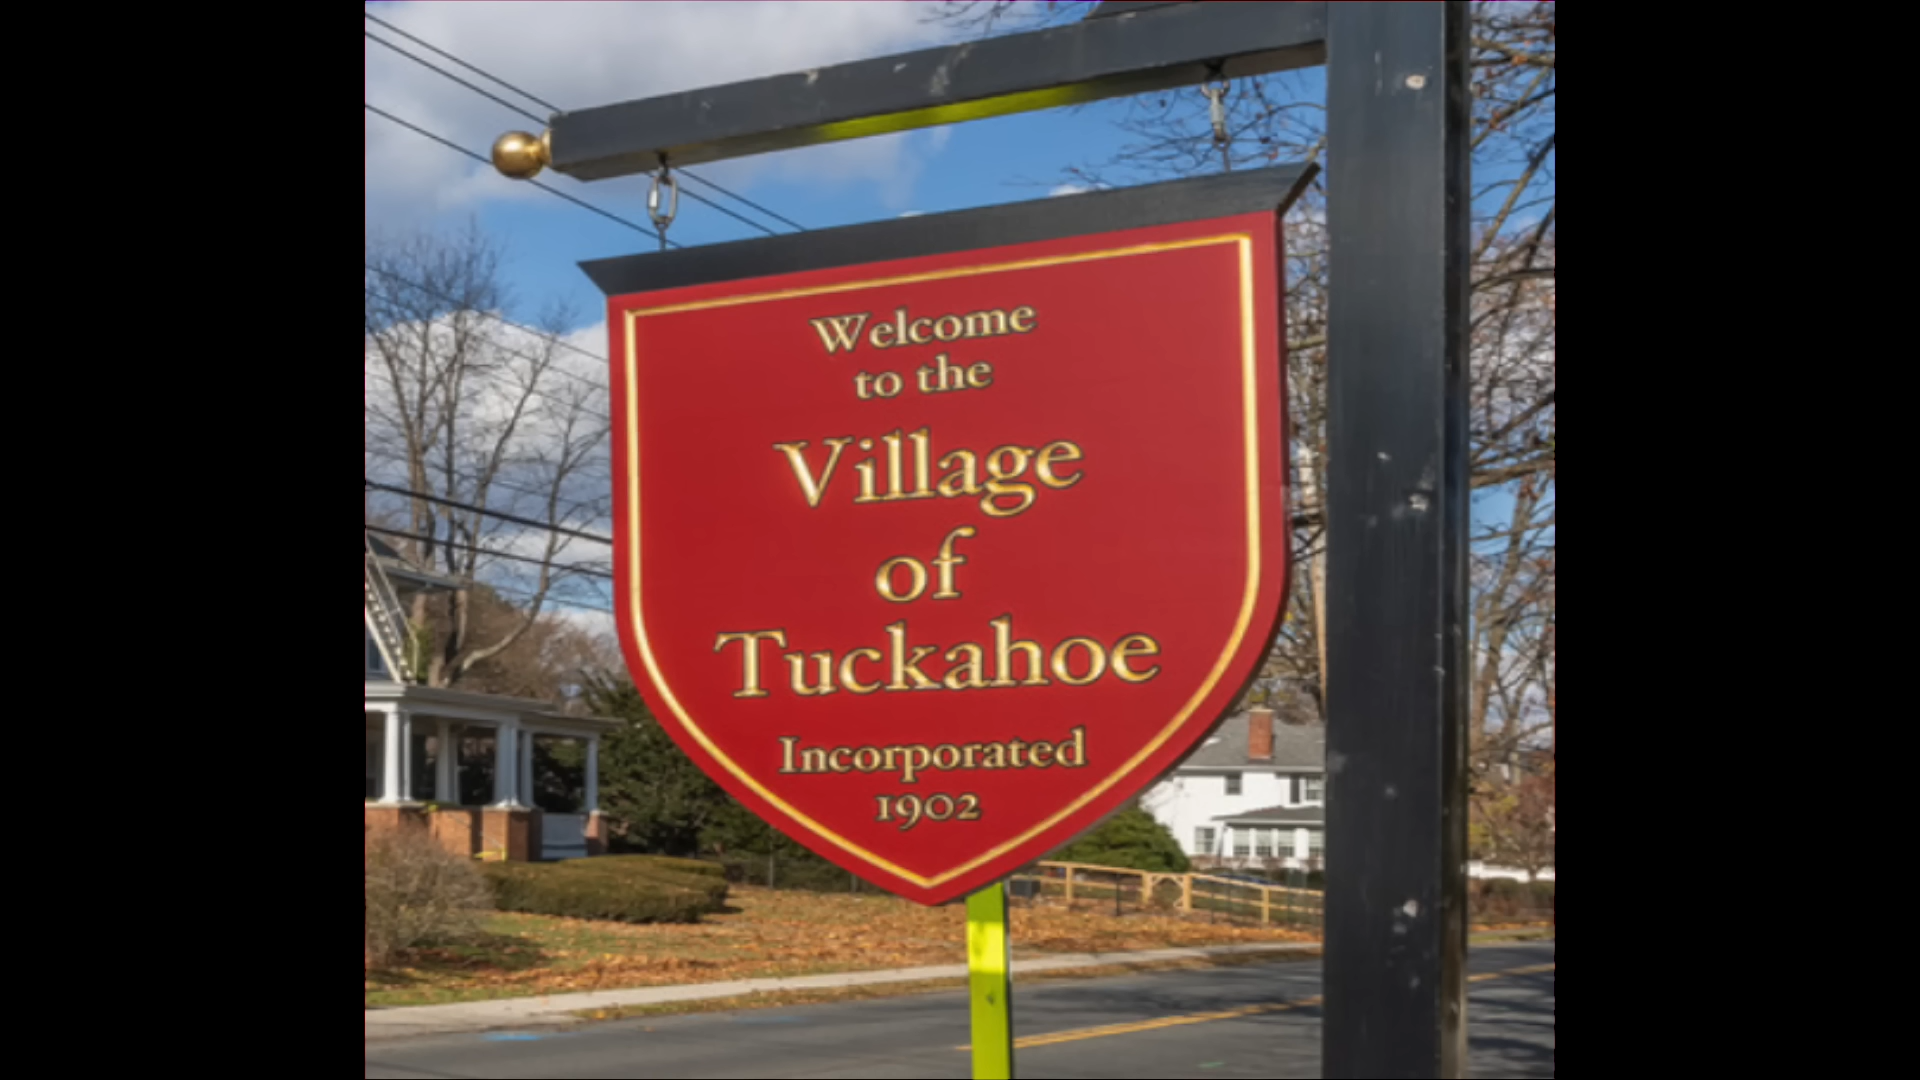 Welcome
to the
Village
of
Tuckahoe
Incorporated
1902